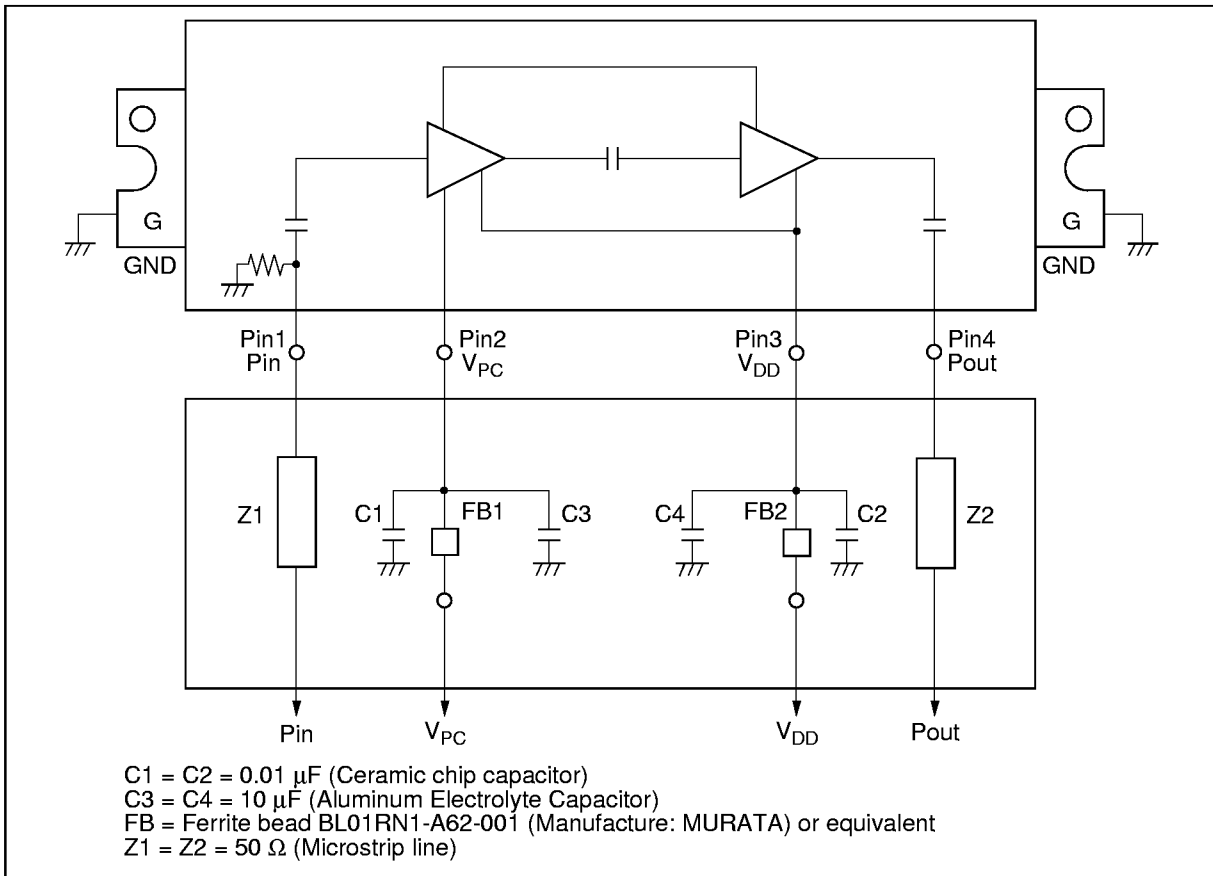 G
GND
G
GND
Pin1
Pin
Pin2
VPC
Pin3
VDD
Pin4
Pout
Z1
C1
FB1
C3
C4
FB2
C2
Z2
Pin
VPC
VDD
Pout
C1 = C2 = 0.01 μF (Ceramic chip capacitor)
C3 = C4 = 10 μF (Aluminum Electrolyte Capacitor)
FB = Ferrite bead BL01RN1-A62-001 (Manufacture: MURATA) or equivalent
Z1 = Z2 = 50 Ω (Microstrip line)